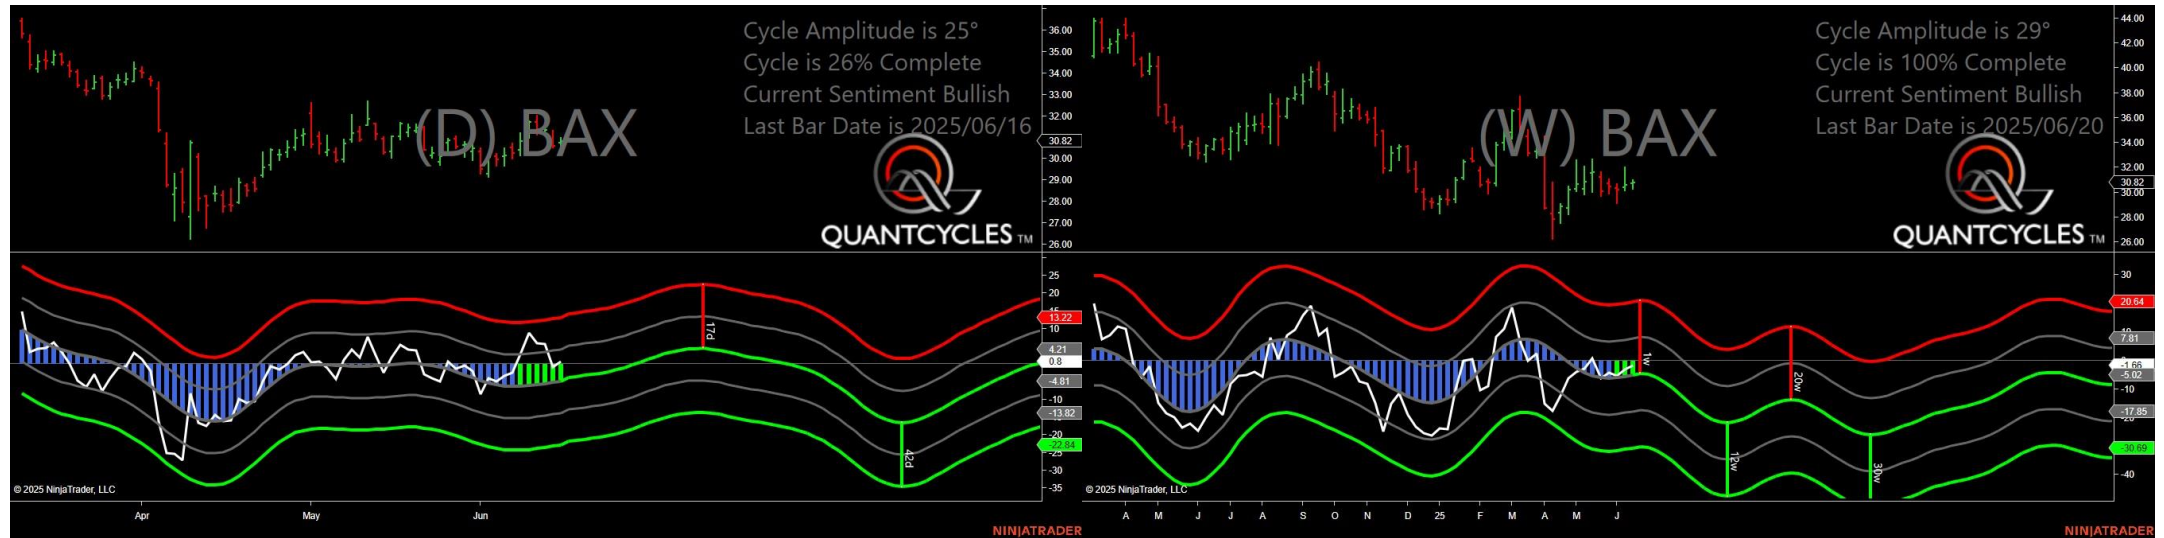 Cycle Amplitude is 25°
Cycle is 26% Complete
Current Sentiment Bullish
Last Bar Date is 2025/06/16
(D) BAX
QUANTCYCLES TM
36.00
35.00
34.00
33.00
32.00
30.82
30.00
29.00
28.00
27.00
26.00
25
20
13.22
10
4.21
0.8
-4.81
-10
-13.82
-20
-22.84
-25
-30
-35
17d
42d
© 2025 NinjaTrader, LLC
Apr
May
Jun
NINJATRADER
Cycle Amplitude is 29°
Cycle is 100% Complete
Current Sentiment Bullish
Last Bar Date is 2025/06/20
(W) BAX
QUANTCYCLES TM
44.00
42.00
40.00
38.00
36.00
34.00
32.00
30.82
30.00
28.00
26.00
30
20.64
7.81
-1.66
-5.02
-10
-17.85
-30.69
-40
1w
20w
12w
30w
© 2025 NinjaTrader, LLC
A M J J A S O N D 25 F M A M J
NINJATRADER